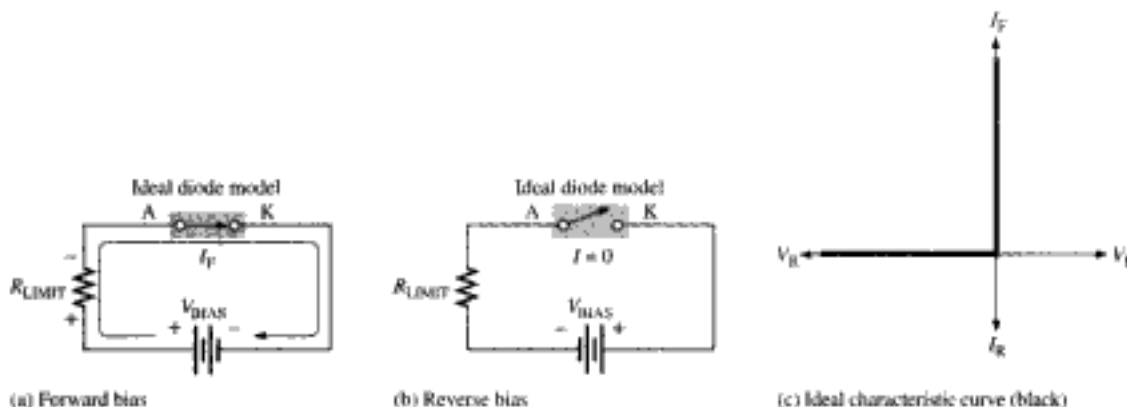 Ideal diode model
A K
I_F
−
R_LIMIT
+
V_BIAS
+ −
(a) Forward bias
Ideal diode model
A K
I = 0
R_LIMIT
V_BIAS
− +
(b) Reverse bias
I_F
V_R
I_R
(c) Ideal characteristic curve (black)